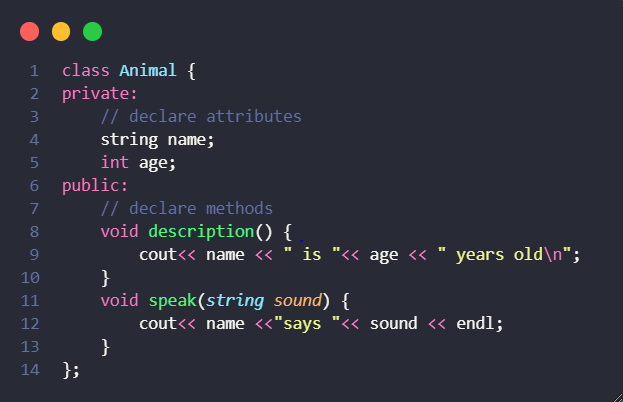 1 class Animal {
2 private:
3     // declare attributes
4     string name;
5     int age;
6 public:
7     // declare methods
8     void description() {
9         cout<< name << " is "<< age << " years old\n";
10     }
11     void speak(string sound) {
12         cout<< name <<"says "<< sound << endl;
13     }
14 };